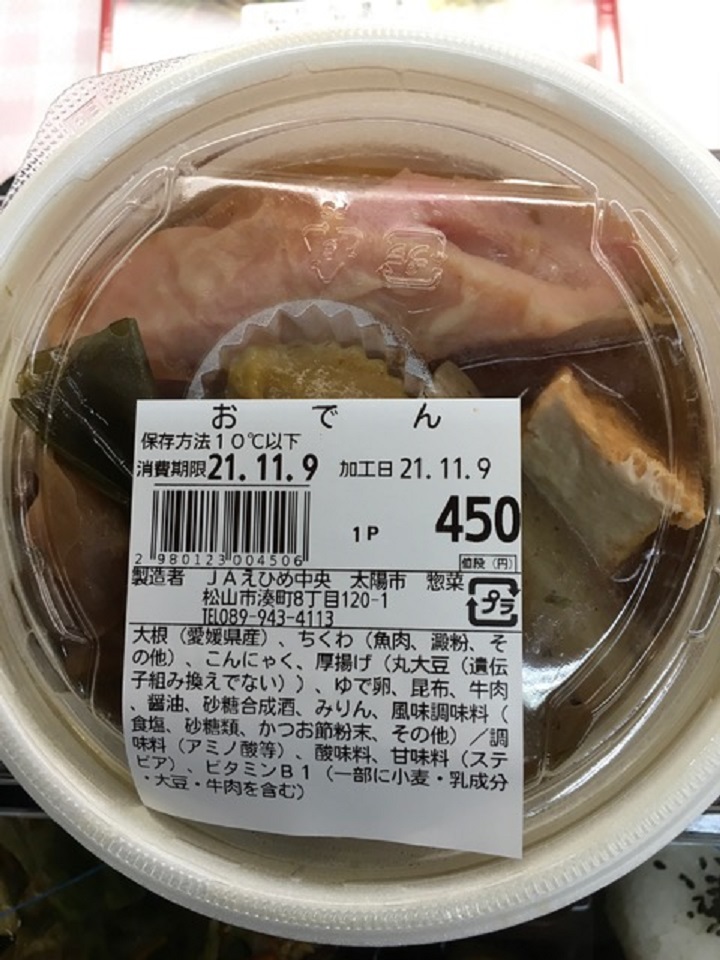 おでん
保存方法10℃以下
消費期限21.11.9 加工日21.11.9
1P 450
値段(円)
2 980123 004506
製造者 JAえひめ中央 太陽市 惣菜
松山市湊町8丁目120-1
TEL089-943-4113
プラ
大根(愛媛県産)、ちくわ(魚肉、澱粉、そ
の他)、こんにゃく、厚揚げ(丸大豆(遺伝
子組み換えでない))、ゆで卵、昆布、牛肉
、醤油、砂糖合成酒、みりん、風味調味料(
食塩、砂糖類、かつお節粉末、その他)/調
味料(アミノ酸等)、酸味料、甘味料(ステ
ビア)、ビタミンB1(一部に小麦・乳成分
・大豆・牛肉を含む)